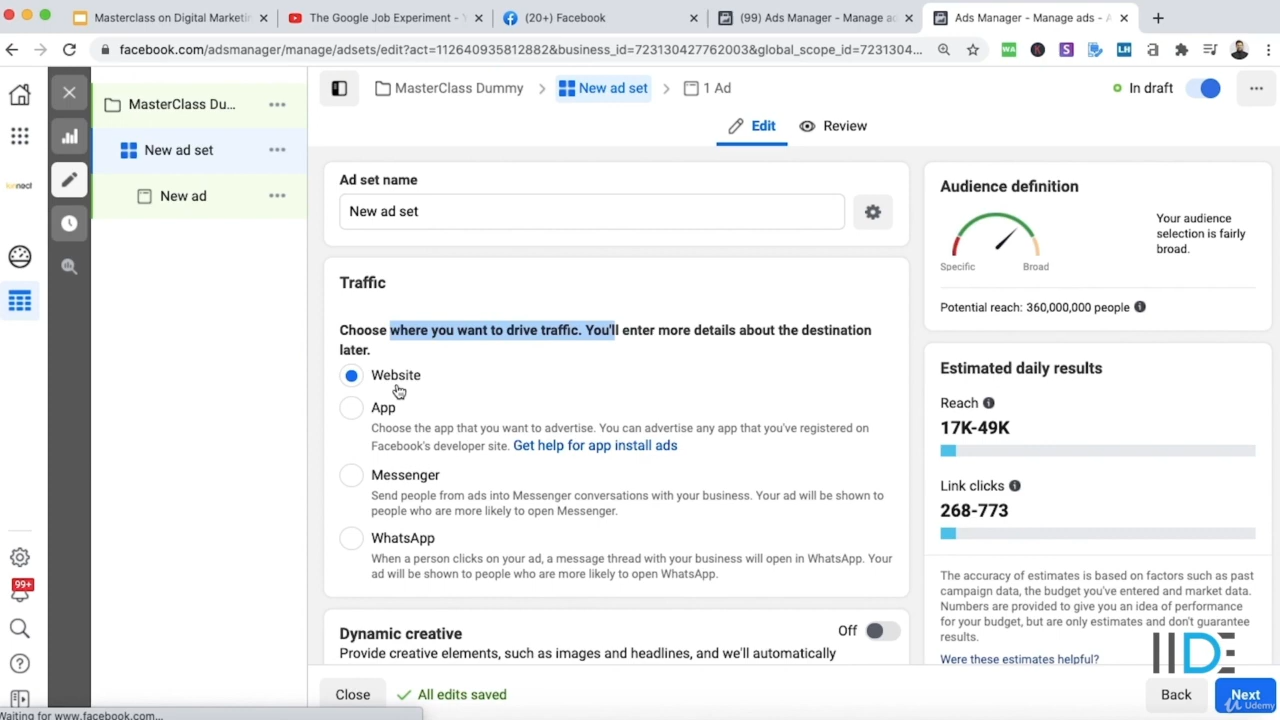 Masterclass on Digital Marketin
The Google Job Experiment - Y
(20+) Facebook
(99) Ads Manager - Manage ad
Ads Manager - Manage ads - A
facebook.com/adsmanager/manage/adsets/edit?act=112640935812882&business_id=723130427762003&global_scope_id=7231304...
MasterClass Dummy
New ad set
1 Ad
In draft
Edit
Review
MasterClass Du...
New ad set
New ad
Ad set name
New ad set
Traffic
Choose where you want to drive traffic. You'll enter more details about the destination
later.
Website
App
Choose the app that you want to advertise. You can advertise any app that you've registered on
Facebook's developer site. Get help for app install ads
Messenger
Send people from ads into Messenger conversations with your business. Your ad will be shown to
people who are more likely to open Messenger.
WhatsApp
When a person clicks on your ad, a message thread with your business will open in WhatsApp. Your
ad will be shown to people who are more likely to open WhatsApp.
Dynamic creative
Off
Provide creative elements, such as images and headlines, and we'll automatically
Audience definition
Specific
Broad
Your audience
selection is fairly
broad.
Potential reach: 360,000,000 people
Estimated daily results
Reach
17K-49K
Link clicks
268-773
The accuracy of estimates is based on factors such as past
campaign data, the budget you've entered and market data.
Numbers are provided to give you an idea of performance
for your budget, but are only estimates and don't guarantee
results.
Were these estimates helpful?
IIDE
99+
Close
All edits saved
Back
Next
Udemy
Waiting for www.facebook.com...